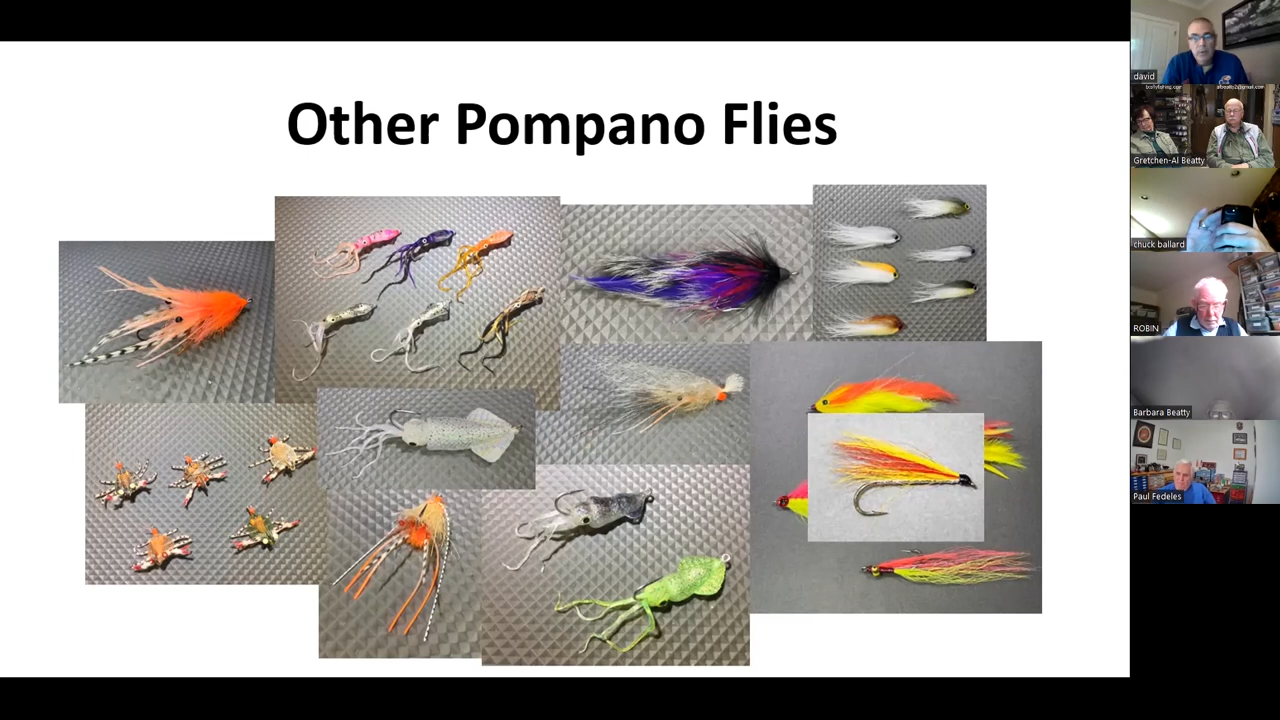 Other Pompano Flies
david
Gretchen-Al Beatty
chuck ballard
ROBIN
Barbara Beatty
Paul Fedeles